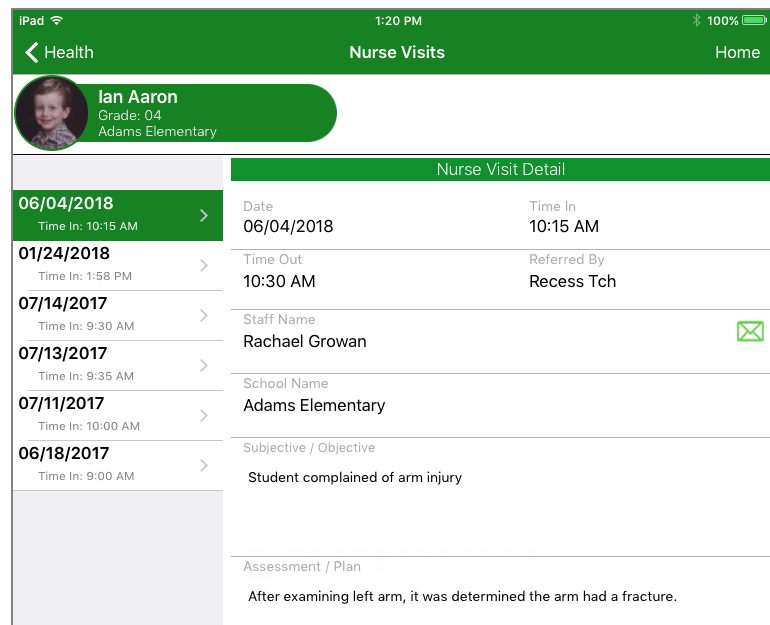 iPad 1:20 PM 100%
Health Nurse Visits Home
Ian Aaron
Grade: 04
Adams Elementary
06/04/2018
Time In: 10:15 AM
01/24/2018
Time In: 1:58 PM
07/14/2017
Time In: 9:30 AM
07/13/2017
Time In: 9:35 AM
07/11/2017
Time In: 10:00 AM
06/18/2017
Time In: 9:00 AM
Nurse Visit Detail
Date Time In
06/04/2018 10:15 AM
Time Out Referred By
10:30 AM Recess Tch
Staff Name
Rachael Growan
School Name
Adams Elementary
Subjective / Objective
Student complained of arm injury
Assessment / Plan
After examining left arm, it was determined the arm had a fracture.